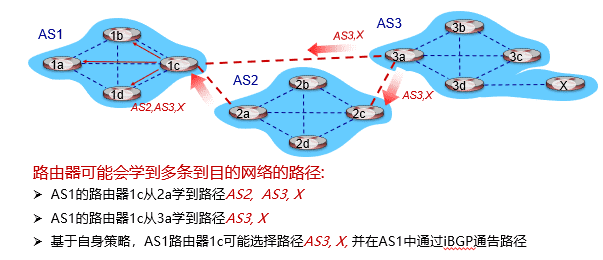 AS1
1b
1a
1c
1d
AS2,AS3,X
AS3,X
AS2
2b
2a
2c
2d
AS3,X
AS3
3b
3a
3c
3d
X
路由器可能会学到多条到目的网络的路径:
➢ AS1的路由器1c从2a学到路径AS2, AS3, X
➢ AS1的路由器1c从3a学到路径AS3, X
➢ 基于自身策略，AS1路由器1c可能选择路径AS3, X, 并在AS1中通过iBGP通告路径